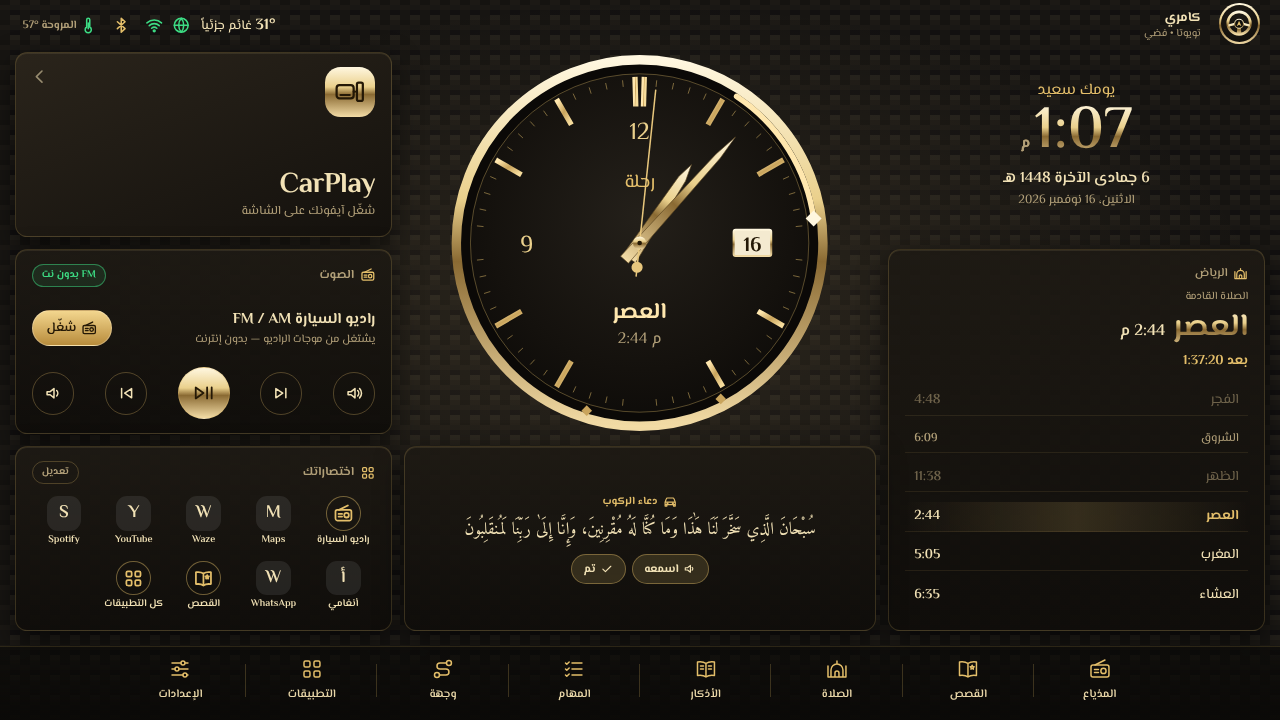 كامري
تويوتا • فضي
31° غائم جزئياً
المروحة 57°
يومك سعيد
1:07 م
6 جمادى الآخرة 1448 هـ
الاثنين، 16 نوفمبر 2026
الرياض
الصلاة القادمة
العصر 2:44 م
بعد 1:37:20
الفجر 4:48
الشروق 6:09
الظهر 11:38
العصر 2:44
المغرب 5:05
العشاء 6:35
12
رحلة
9
16
العصر
2:44 م
دعاء الركوب
سُبْحَانَ الَّذِي سَخَّرَ لَنَا هَٰذَا وَمَا كُنَّا لَهُ مُقْرِنِينَ، وَإِنَّا إِلَىٰ رَبِّنَا لَمُنقَلِبُونَ
اسمعه
تم
CarPlay
شغّل آيفونك على الشاشة
الصوت
FM بدون نت
راديو السيارة FM / AM
يشتغل من موجات الراديو — بدون إنترنت
شغّل
اختصاراتك
تعديل
راديو السيارة
M
Maps
W
Waze
Y
YouTube
S
Spotify
أ
أنغامي
W
WhatsApp
القصص
كل التطبيقات
المذياع
القصص
الصلاة
الأذكار
المهام
وجهة
التطبيقات
الإعدادات